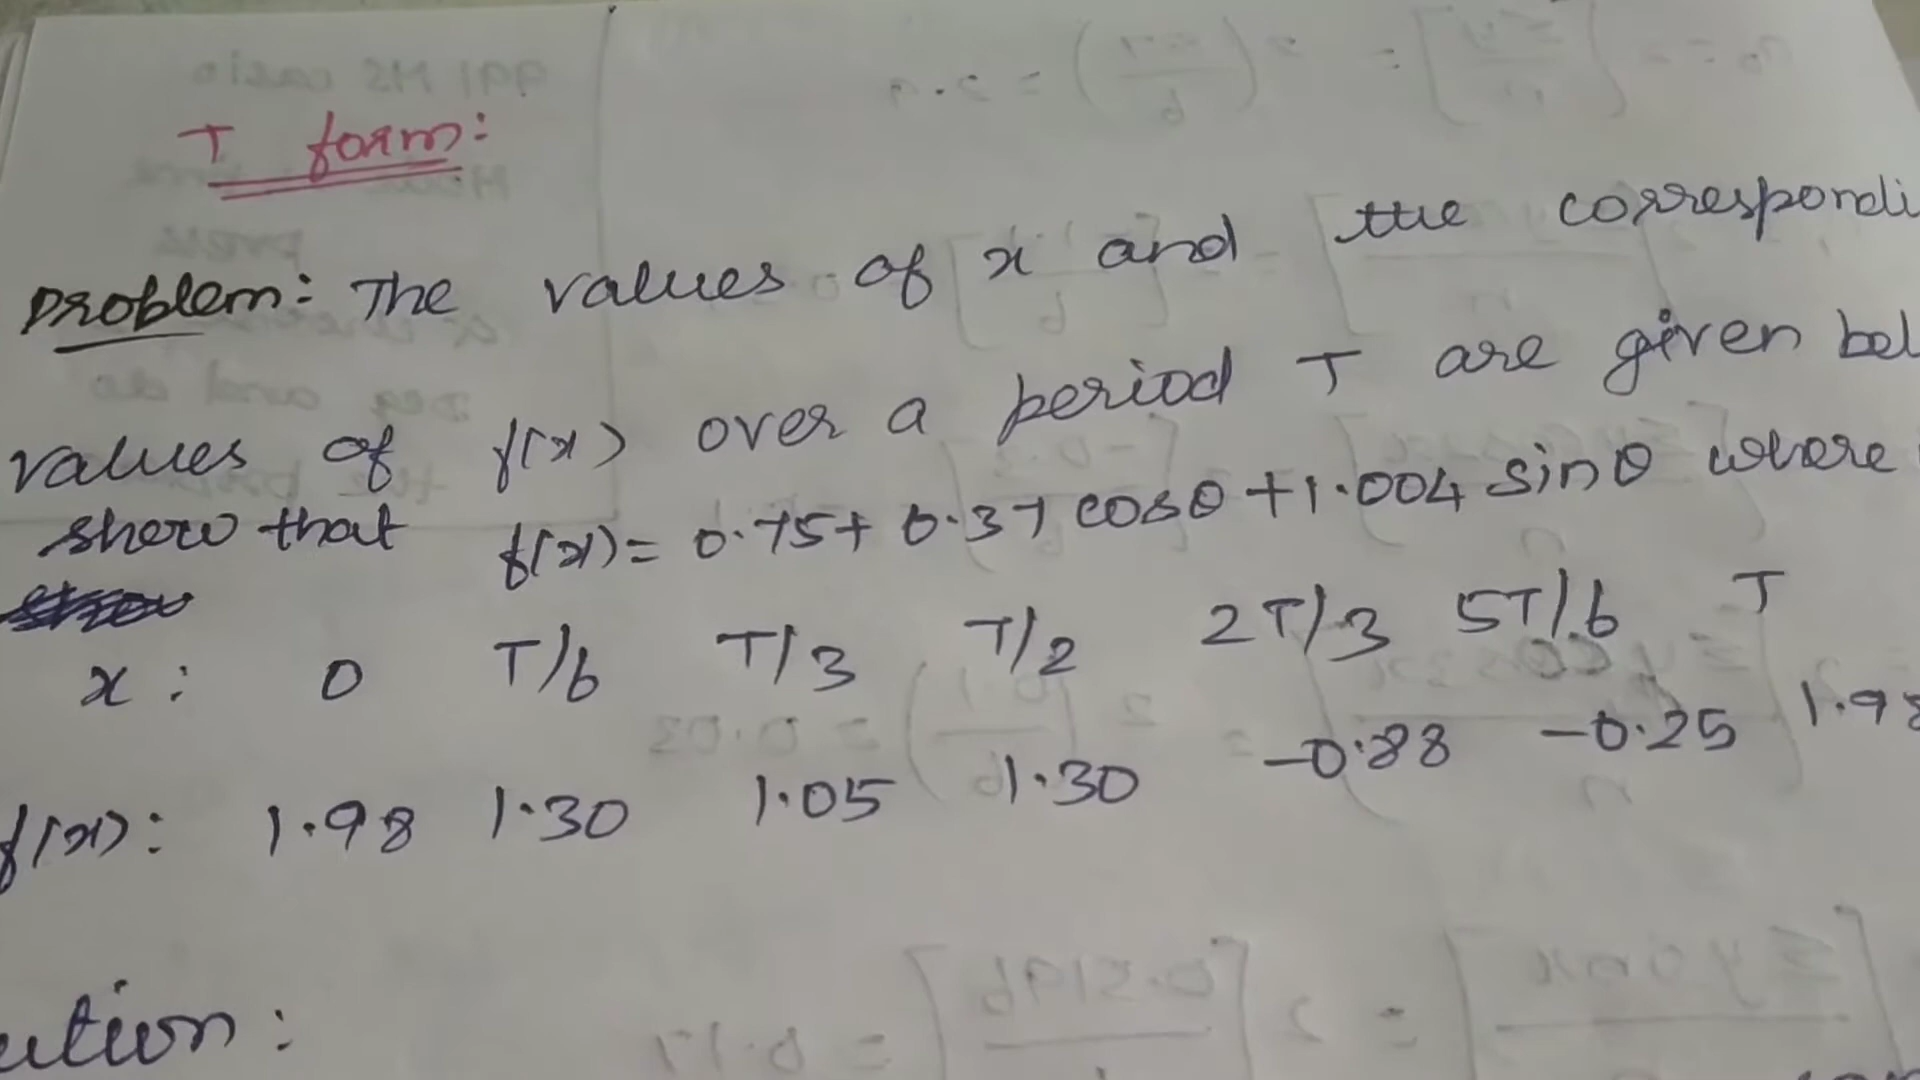 T form:
Problem: The values of x and the correspondi
values of f(x) over a period T are given bel
show that f(x) = 0.75 + 0.37 cosθ + 1.004 sinθ where
x: 0 T/6 T/3 T/2 2T/3 5T/6 T
f(x): 1.98 1.30 1.05 1.30 -0.88 -0.25 1.98
ution: